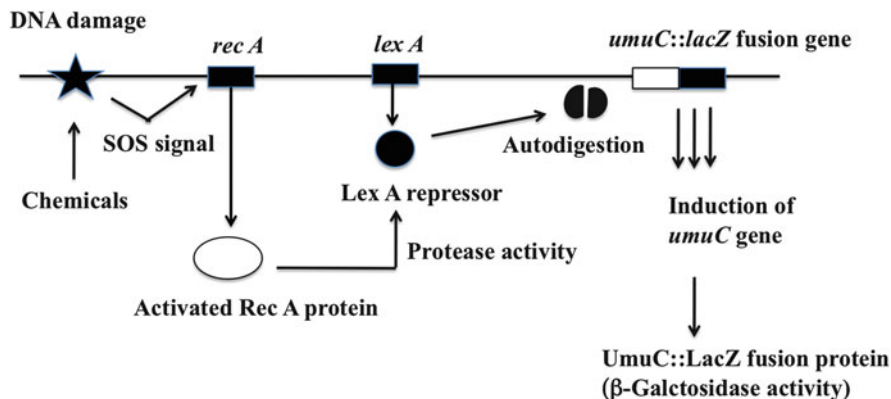 DNA damage
rec A
lex A
umuC::lacZ fusion gene
SOS signal
Autodigestion
Chemicals
Lex A repressor
Induction of
umuC gene
Protease activity
Activated Rec A protein
UmuC::LacZ fusion protein
(β-Galctosidase activity)